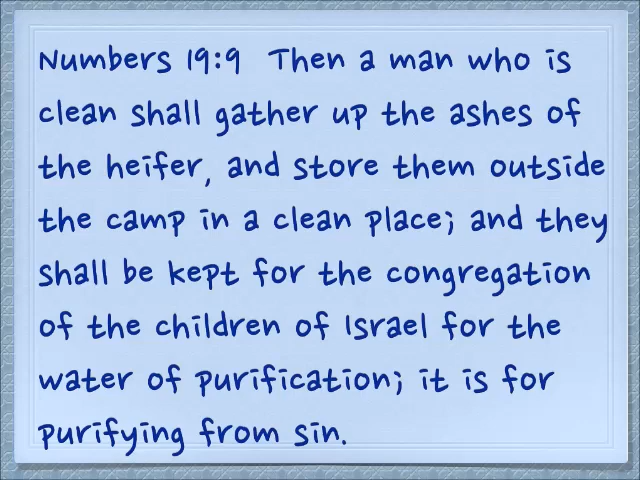 Numbers 19:9  Then a man who is
clean shall gather up the ashes of
the heifer, and store them outside
the camp in a clean place; and they
shall be kept for the congregation
of the children of Israel for the
water of purification; it is for
purifying from sin.